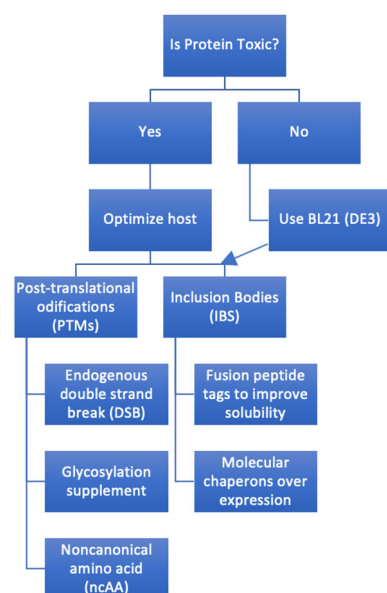 Is Protein Toxic?
Yes
No
Optimize host
Use BL21 (DE3)
Post-translational
odifications
(PTMs)
Inclusion Bodies
(IBS)
Endogenous
double strand
break (DSB)
Fusion peptide
tags to improve
solubility
Glycosylation
supplement
Molecular
chaperons over
expression
Noncanonical
amino acid
(ncAA)